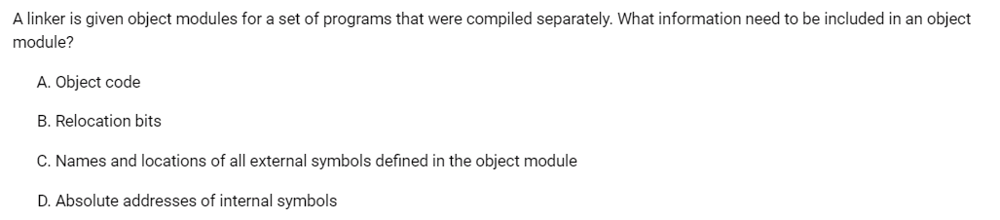 A linker is given object modules for a set of programs that were compiled separately. What information need to be included in an object
module?
A. Object code
B. Relocation bits
C. Names and locations of all external symbols defined in the object module
D. Absolute addresses of internal symbols